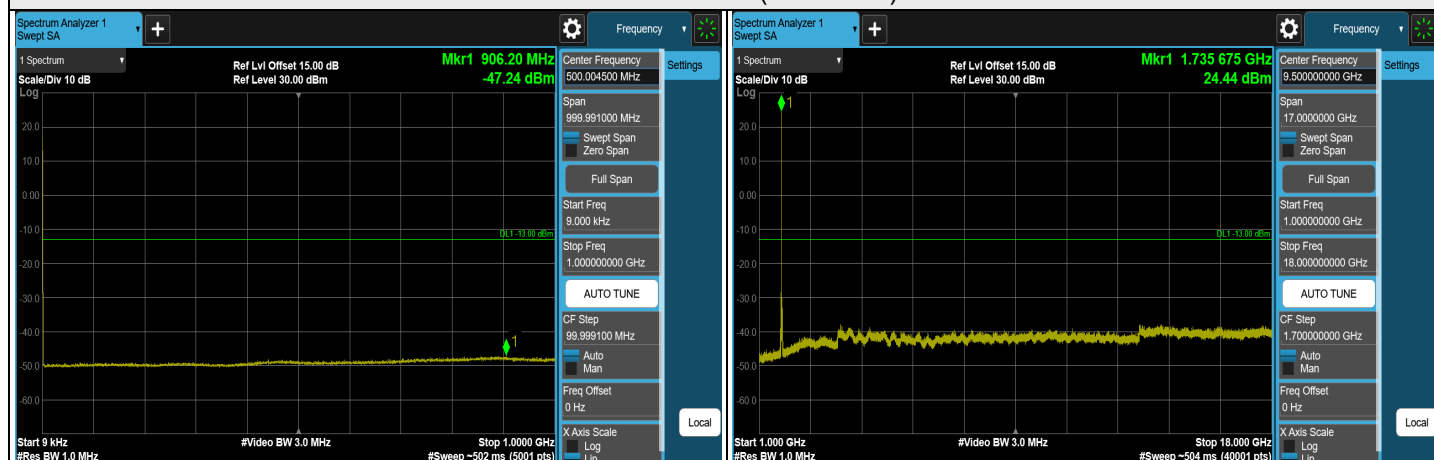 Spectrum Analyzer 1
Swept SA
+
Frequency
1 Spectrum
Scale/Div 10 dB
Log
Ref Lvl Offset 15.00 dB
Ref Level 30.00 dBm
Mkr1 906.20 MHz
-47.24 dBm
20.0
10.0
0.00
-10.0
-20.0
-30.0
-40.0
-50.0
-60.0
DL1 -13.00 dBm
1
Start 9 kHz
#Res BW 1.0 MHz
#Video BW 3.0 MHz
Stop 1.0000 GHz
#Sweep ~502 ms (5001 pts)
Center Frequency
500.004500 MHz
Settings
Span
999.991000 MHz
Swept Span
Zero Span
Full Span
Start Freq
9.000 kHz
Stop Freq
1.000000000 GHz
AUTO TUNE
CF Step
99.999100 MHz
Auto
Man
Freq Offset
0 Hz
X Axis Scale
Log
Lin
Local
Spectrum Analyzer 1
Swept SA
+
Frequency
1 Spectrum
Scale/Div 10 dB
Log
Ref Lvl Offset 15.00 dB
Ref Level 30.00 dBm
Mkr1 1.735 675 GHz
24.44 dBm
1
20.0
10.0
0.00
-10.0
-20.0
-30.0
-40.0
-50.0
-60.0
DL1 -13.00 dBm
Start 1.000 GHz
#Res BW 1.0 MHz
#Video BW 3.0 MHz
Stop 18.000 GHz
#Sweep ~504 ms (40001 pts)
Center Frequency
9.500000000 GHz
Settings
Span
17.0000000 GHz
Swept Span
Zero Span
Full Span
Start Freq
1.000000000 GHz
Stop Freq
18.000000000 GHz
AUTO TUNE
CF Step
1.700000000 GHz
Auto
Man
Freq Offset
0 Hz
X Axis Scale
Log
Lin
Local